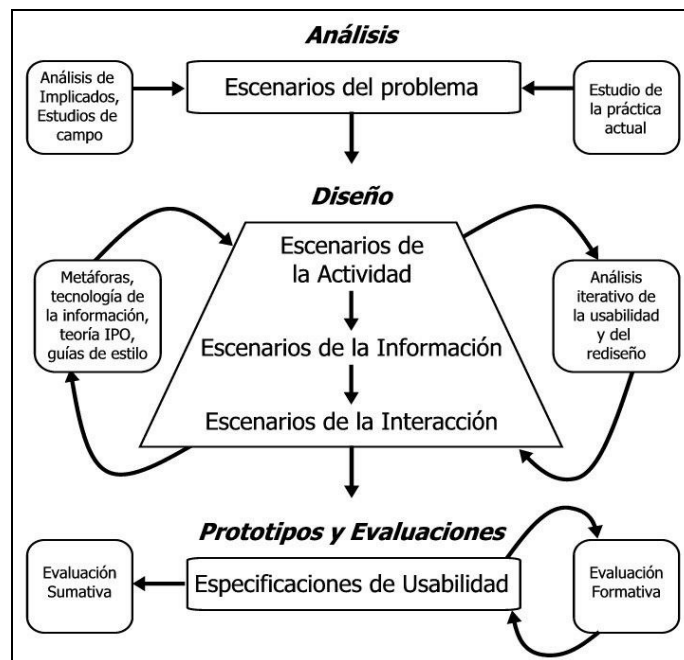 Análisis
Análisis de
Implicados,
Estudios de
campo
Escenarios del problema
Estudio de
la práctica
actual
Diseño
Metáforas,
tecnología de
la información,
teoría IPO,
guías de estilo
Escenarios de
la Actividad
Escenarios de la Información
Escenarios de la Interacción
Análisis
iterativo de
la usabilidad
y del
rediseño
Prototipos y Evaluaciones
Evaluación
Sumativa
Especificaciones de Usabilidad
Evaluación
Formativa